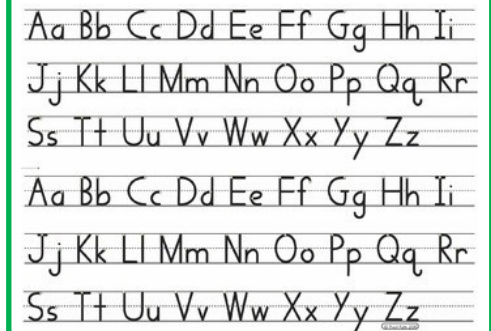 Aa Bb Cc Dd Ee Ff Gg Hh Ii
Jj Kk Ll Mm Nn Oo Pp Qq Rr
Ss Tt Uu Vv Ww Xx Yy Zz
Aa Bb Cc Dd Ee Ff Gg Hh Ii
Jj Kk Ll Mm Nn Oo Pp Qq Rr
Ss Tt Uu Vv Ww Xx Yy Zz